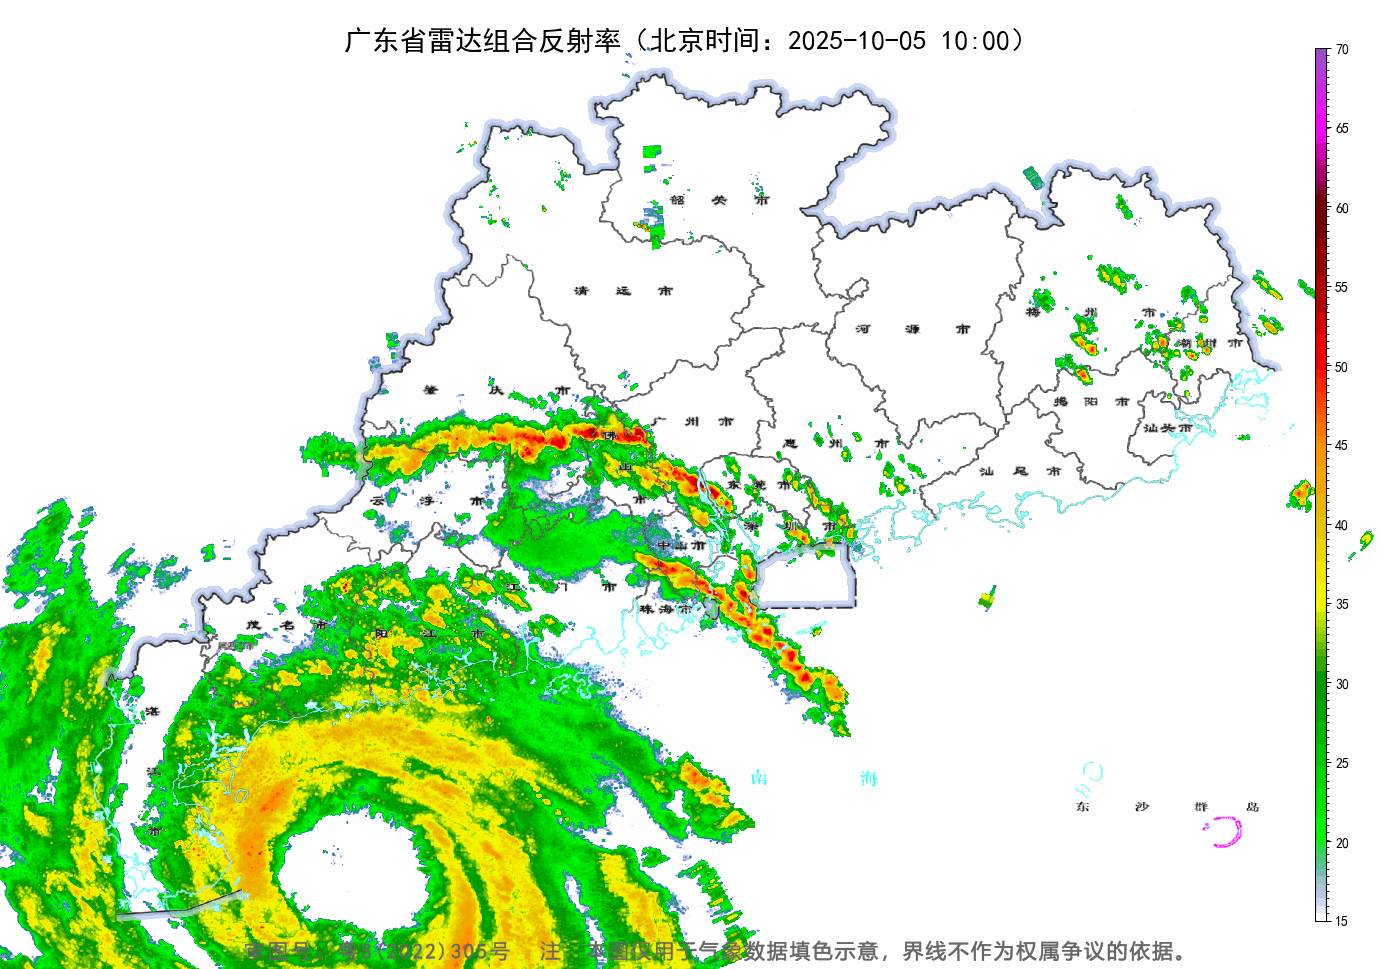 广东省雷达组合反射率（北京时间：2025-10-05 10:00）
70
65
60
55
50
45
40
35
30
25
20
15
韶关市
清远市
河源市
梅州市
潮州市
肇庆市
揭阳市
广州市
汕头市
佛山市
惠州市
汕尾市
云浮市
东莞市
深圳市
中山市
江门市
珠海市
茂名市
阳江市
湛江市
南海
东沙群岛
审图号：粤S(2022)305号 注：本图仅用于气象数据填色示意，界线不作为权属争议的依据。